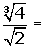 ∛4/√2 =